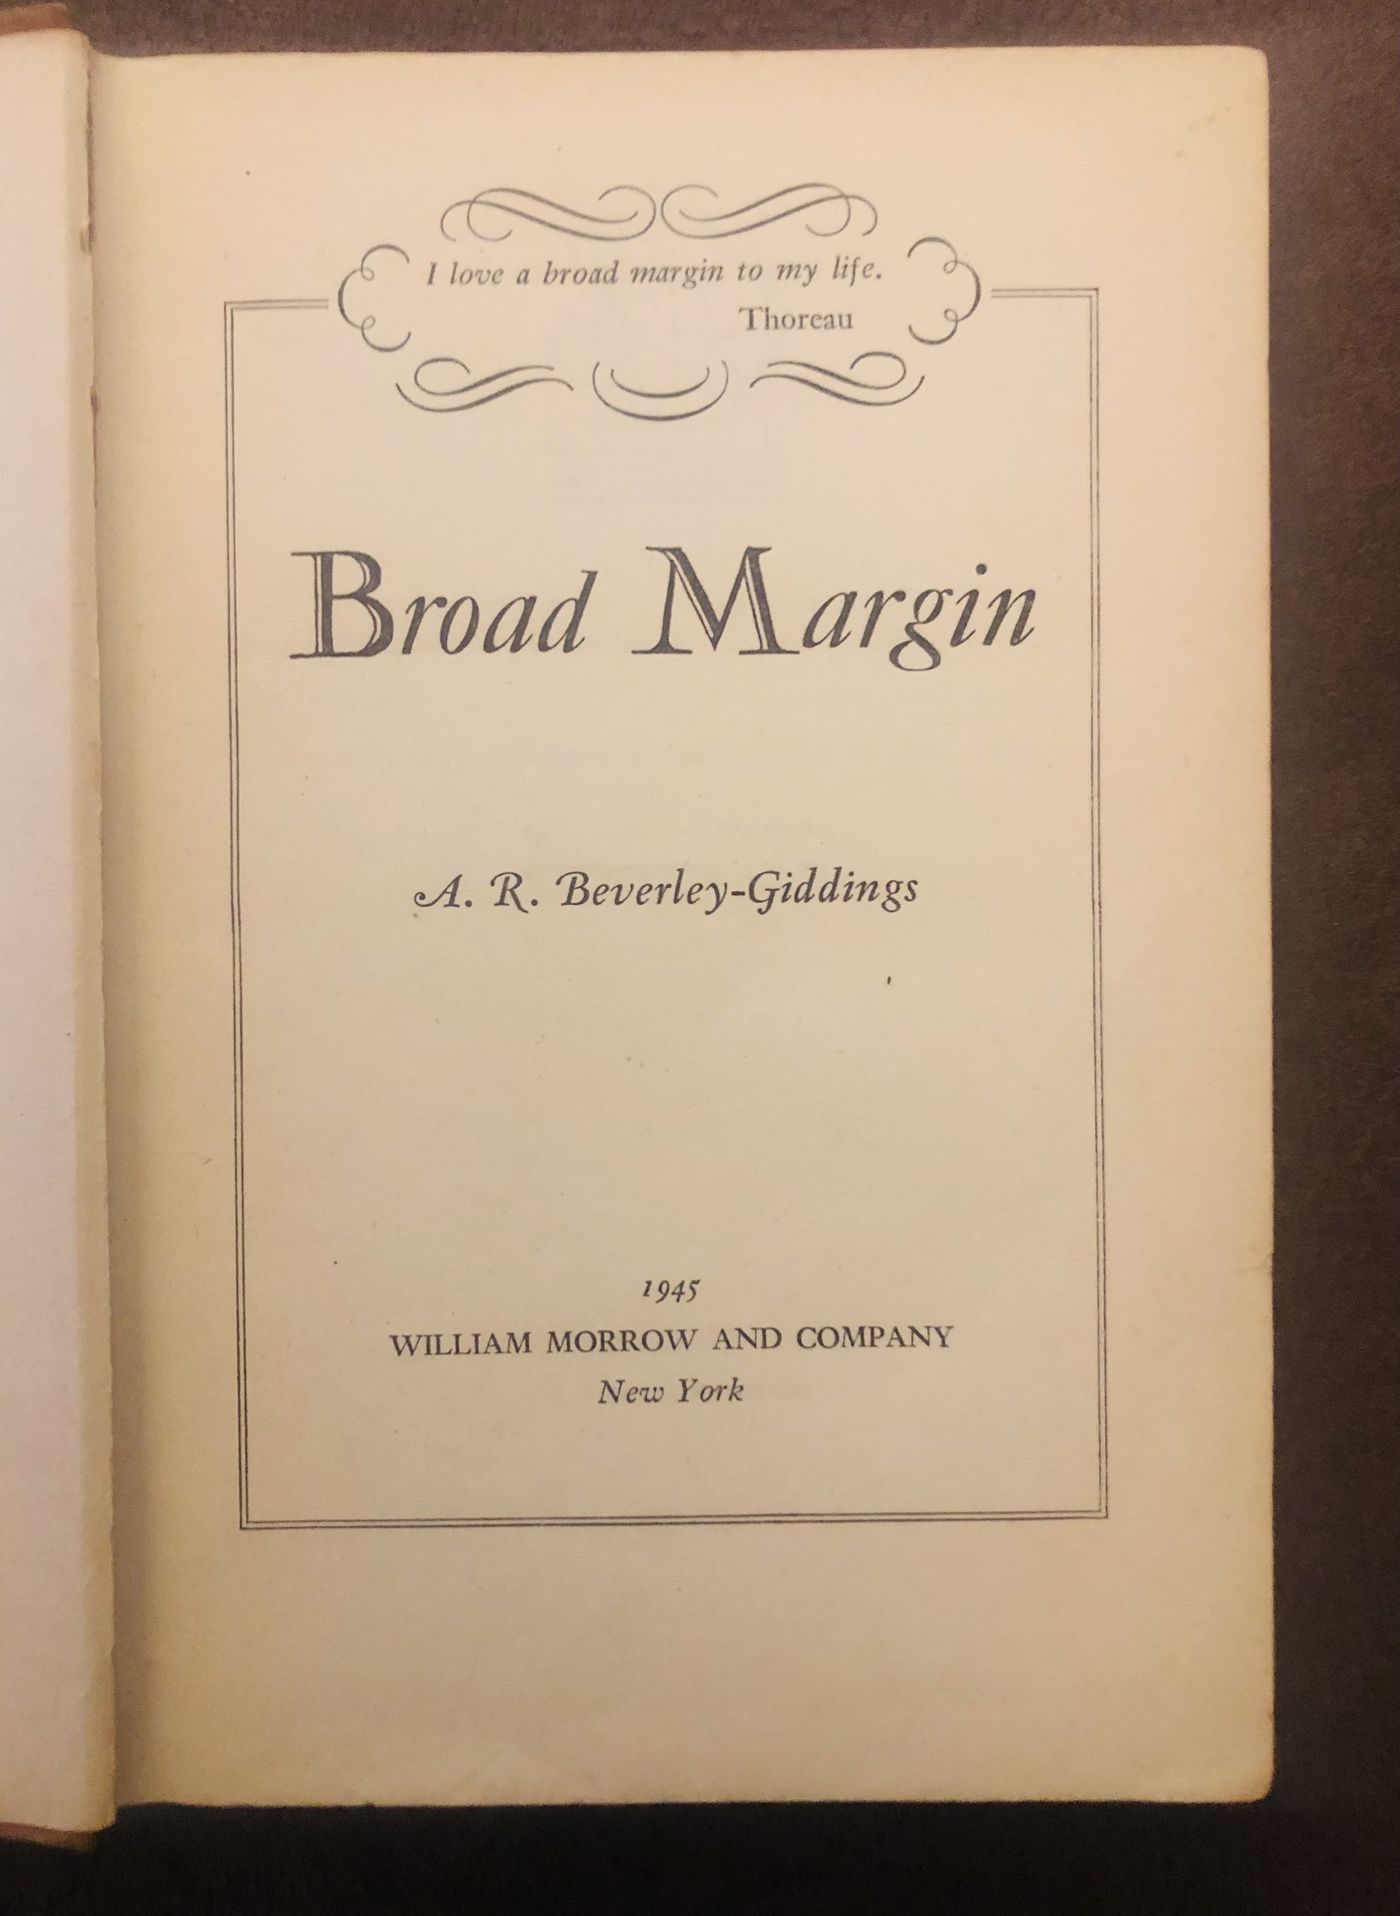 I love a broad margin to my life.
Thoreau
Broad Margin
A. R. Beverley-Giddings
1945
WILLIAM MORROW AND COMPANY
New York